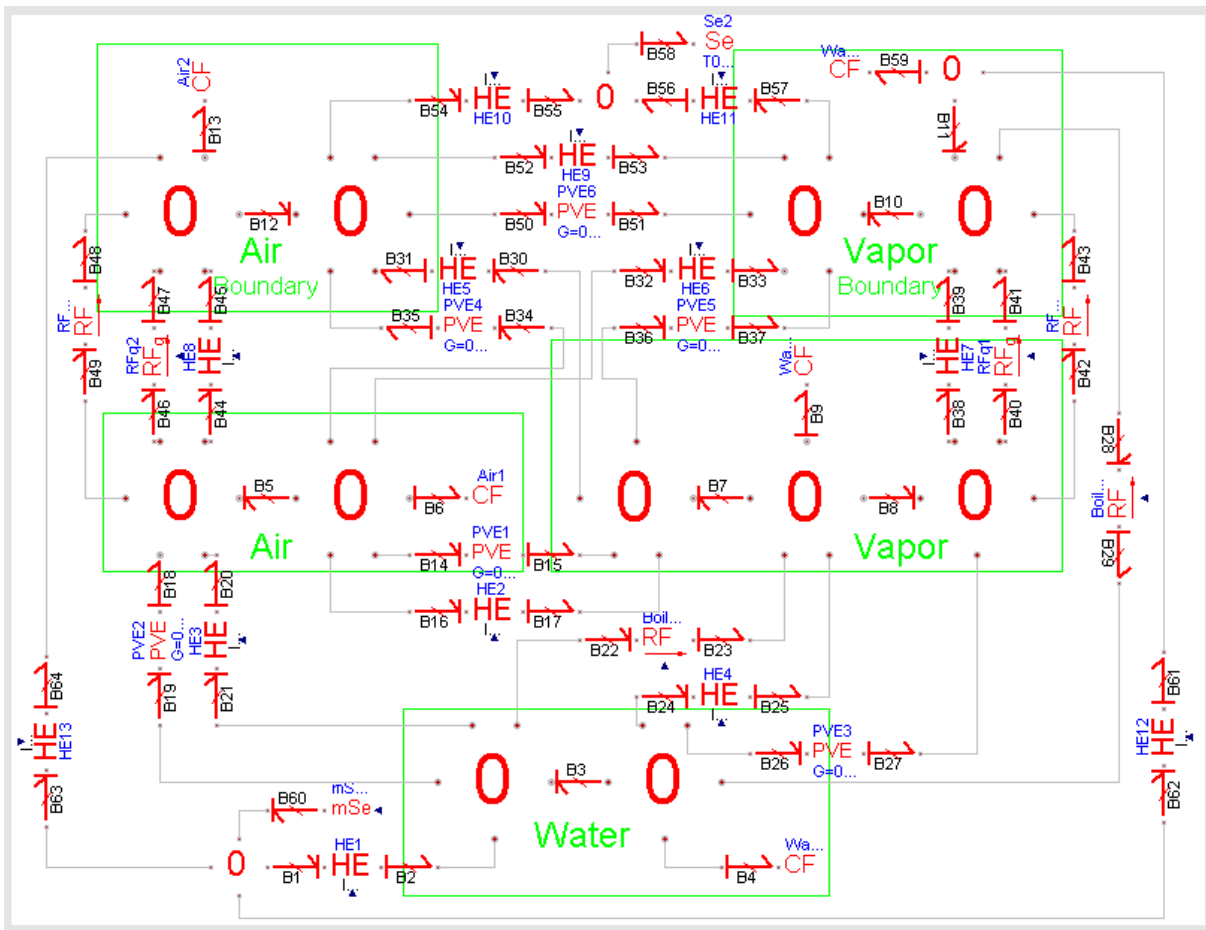 Se2
B58
Se
T0...
Air2
CF
B13
Wa...
CF
B59
0
I...
B54
HE
B55
HE10
0
B56
I...
HE
B57
HE11
B11
I...
B52
HE
B53
HE9
PVE6
B50
PVE
B51
G=0...
0
B12
0
0
B10
0
Air
Boundary
Vapor
Boundary
B48
RF...
RF
B49
B47
RFq2
RFq
B46
B45
HE8
HE
I...
B44
I...
B31
HE
B30
HE5
PVE4
B35
PVE
B34
G=0...
I...
B32
HE
B33
HE6
PVE5
B36
PVE
B37
G=0...
B39
I...
HE
HE7
B38
B41
RFq1
RFq
B40
B43
RF...
RF
B42
Wa...
CF
B9
B28
Boil...
RF
B29
0
B5
0
B6
Air1
CF
0
B7
0
B8
0
Air
Vapor
PVE1
B14
PVE
B15
G=0...
HE2
B16
HE
B17
I...
B18
PVE2
PVE
G=0...
B19
B20
HE3
HE
I...
B21
Boil...
B22
RF
B23
HE4
B24
HE
B25
I...
PVE3
B26
PVE
B27
G=0...
B64
I...
HE
HE13
B63
B61
HE12
HE
I...
B62
0
B3
0
Water
mS...
B60
mSe
0
B1
HE1
HE
I...
B2
B4
Wa...
CF